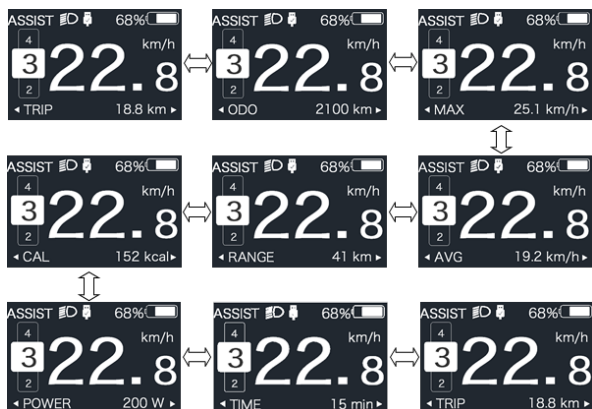 ASSIST 68%
4
3 22.8 km/h
2
TRIP 18.8 km
ASSIST 68%
4
3 22.8 km/h
2
ODO 2100 km
ASSIST 68%
4
3 22.8 km/h
2
MAX 25.1 km/h
ASSIST 68%
4
3 22.8 km/h
2
CAL 152 kcal
ASSIST 68%
4
3 22.8 km/h
2
RANGE 41 km
ASSIST 68%
4
3 22.8 km/h
2
AVG 19.2 km/h
ASSIST 68%
4
3 22.8 km/h
2
POWER 200 W
ASSIST 68%
4
3 22.8 km/h
2
TIME 15 min
ASSIST 68%
4
3 22.8 km/h
2
TRIP 18.8 km